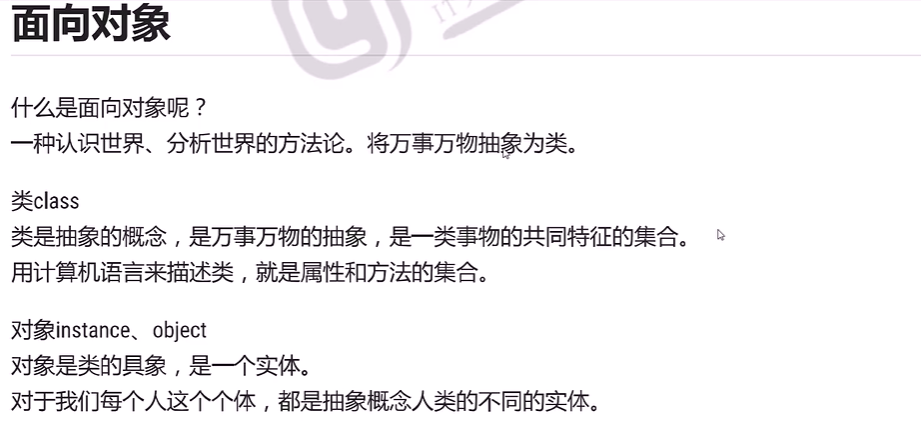 面向对象
什么是面向对象呢？
一种认识世界、分析世界的方法论。将万事万物抽象为类。
类class
类是抽象的概念，是万事万物的抽象，是一类事物的共同特征的集合。
用计算机语言来描述类，就是属性和方法的集合。
对象instance、object
对象是类的具象，是一个实体。
对于我们每个人这个个体，都是抽象概念人类的不同的实体。